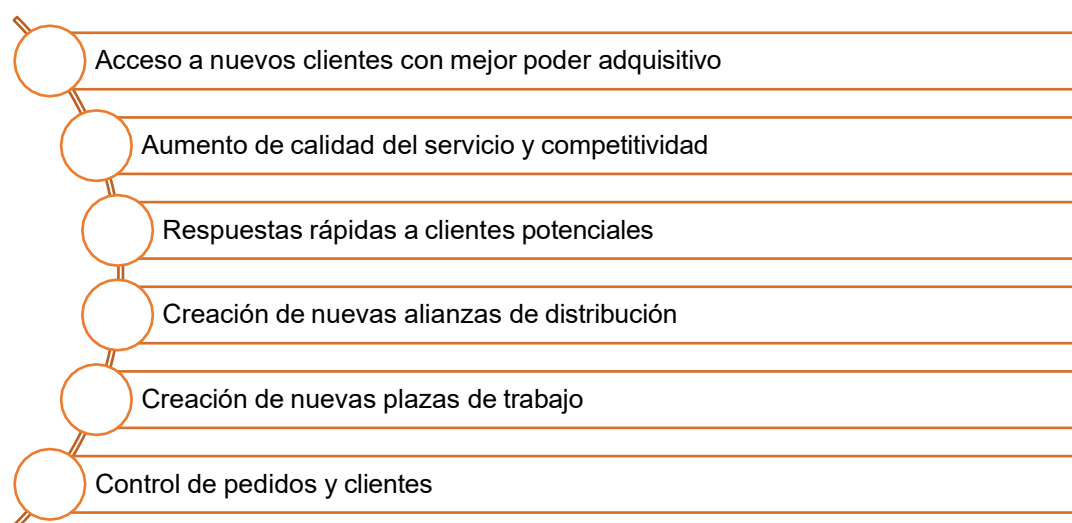 Acceso a nuevos clientes con mejor poder adquisitivo
Aumento de calidad del servicio y competitividad
Respuestas rápidas a clientes potenciales
Creación de nuevas alianzas de distribución
Creación de nuevas plazas de trabajo
Control de pedidos y clientes